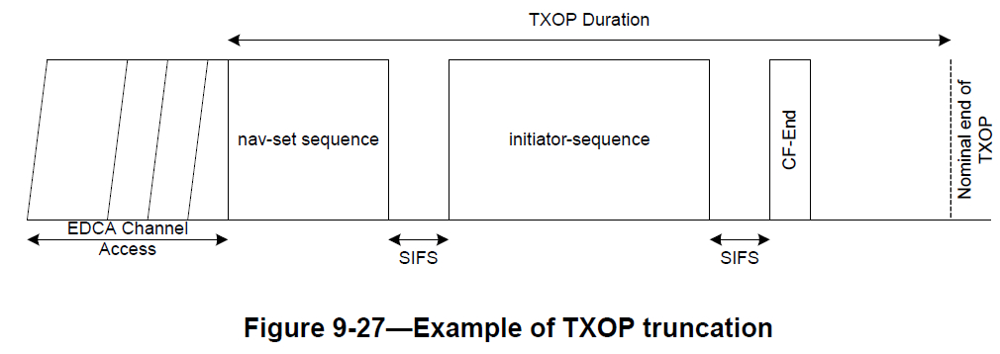 TXOP Duration
nav-set sequence
initiator-sequence
CF-End
Nominal end of
TXOP
EDCA Channel
Access
SIFS
SIFS
Figure 9-27—Example of TXOP truncation